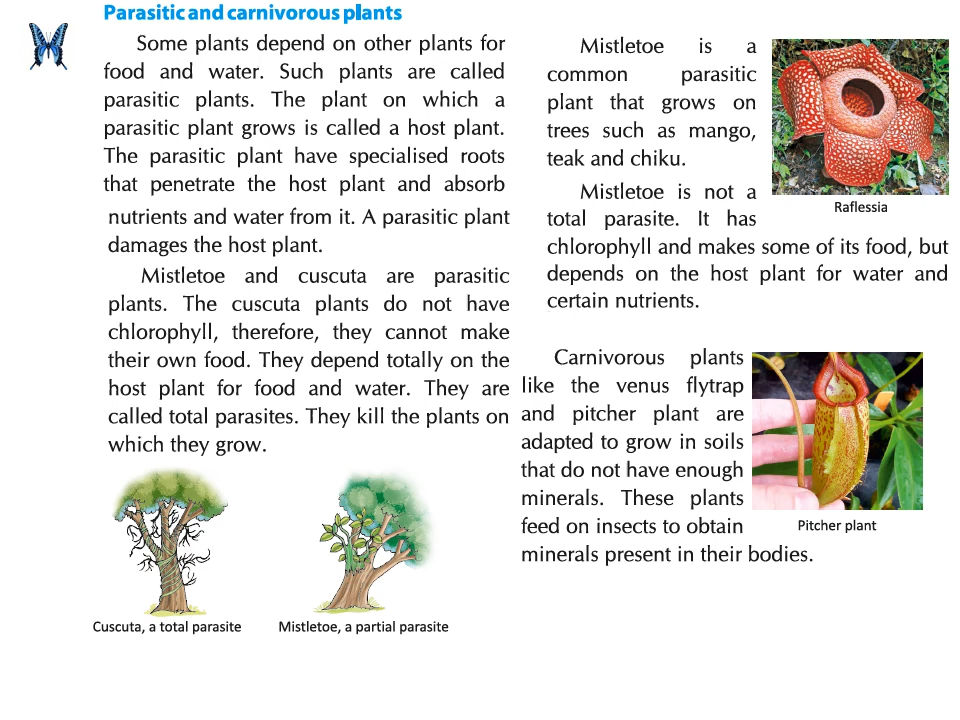 Parasitic and carnivorous plants
Some plants depend on other plants for
food and water. Such plants are called
parasitic plants. The plant on which a
parasitic plant grows is called a host plant.
The parasitic plant have specialised roots
that penetrate the host plant and absorb
nutrients and water from it. A parasitic plant
damages the host plant.
Mistletoe and cuscuta are parasitic
plants. The cuscuta plants do not have
chlorophyll, therefore, they cannot make
their own food. They depend totally on the
host plant for food and water. They are
called total parasites. They kill the plants on
which they grow.
Cuscuta, a total parasite
Mistletoe, a partial parasite
Mistletoe is a
common parasitic
plant that grows on
trees such as mango,
teak and chiku.
Raflessia
Mistletoe is not a
total parasite. It has
chlorophyll and makes some of its food, but
depends on the host plant for water and
certain nutrients.
Carnivorous plants
like the venus flytrap
and pitcher plant are
adapted to grow in soils
that do not have enough
minerals. These plants
feed on insects to obtain
minerals present in their bodies.
Pitcher plant